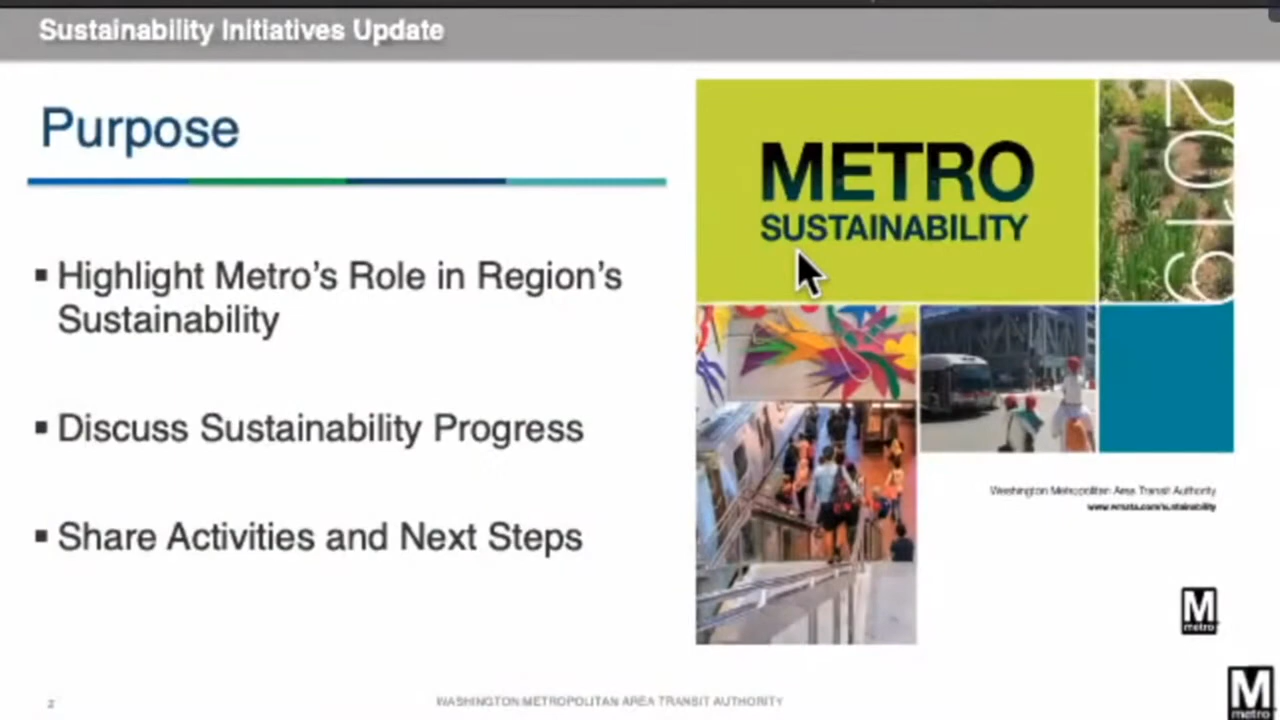 Sustainability Initiatives Update
Purpose
▪ Highlight Metro's Role in Region's
Sustainability
▪ Discuss Sustainability Progress
▪ Share Activities and Next Steps
METRO
SUSTAINABILITY
2019
Washington Metropolitan Area Transit Authority
www.wmata.com/sustainability
M
metro
2
WASHINGTON METROPOLITAN AREA TRANSIT AUTHORITY
M
metro